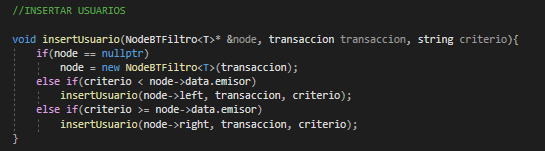 //INSERTAR USUARIOS
void insertUsuario(NodeBTFiltro<T>* &node, transaccion transaccion, string criterio){
    if(node == nullptr)
        node = new NodeBTFiltro<T>(transaccion);
    else if(criterio < node->data.emisor)
        insertUsuario(node->left, transaccion, criterio);
    else if(criterio >= node->data.emisor)
        insertUsuario(node->right, transaccion, criterio);
}